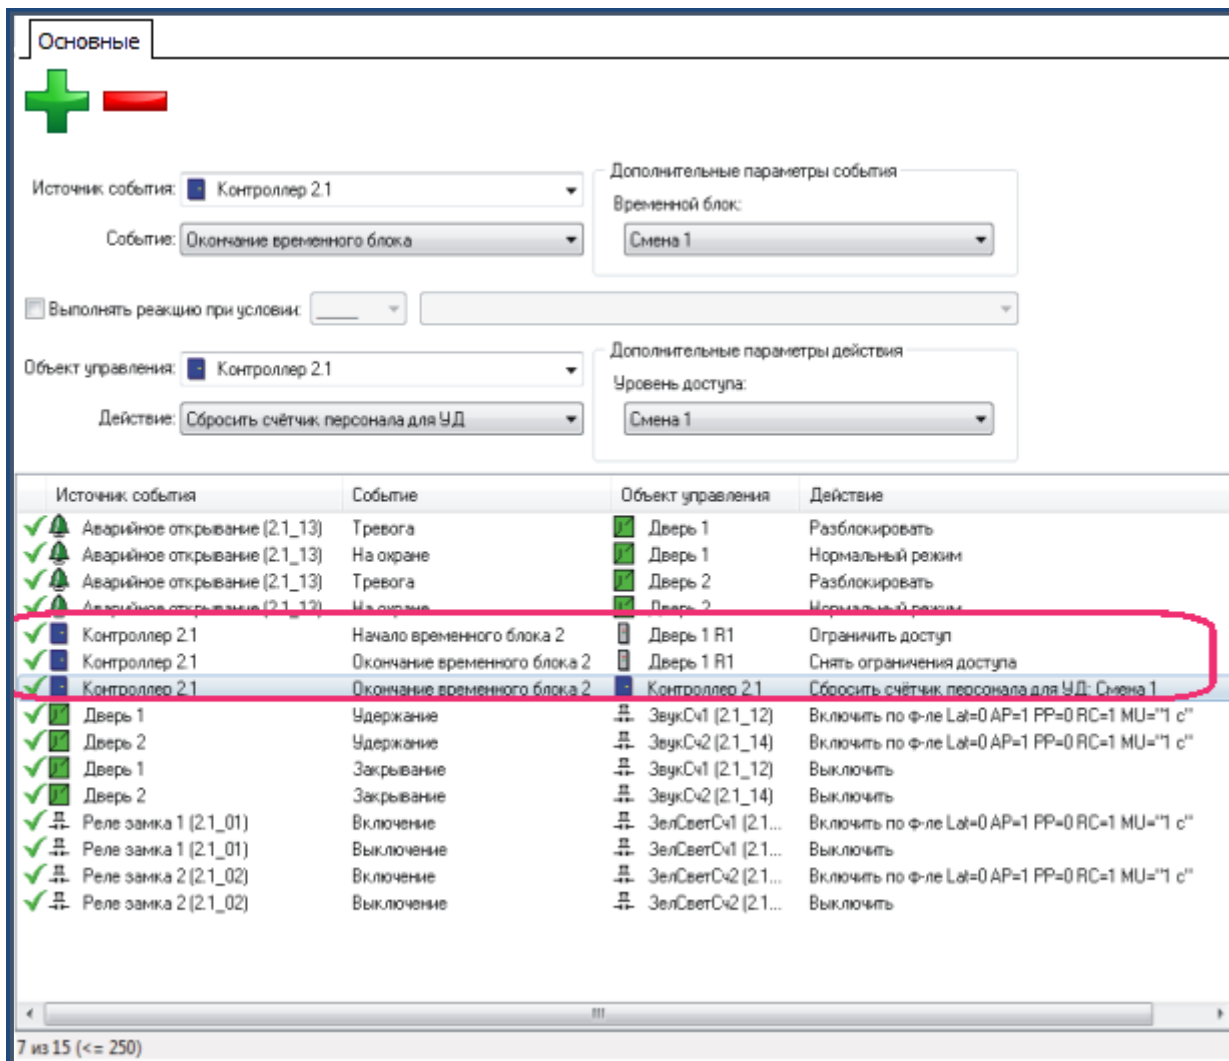 Основные
Дополнительные параметры события
Источник события: Контроллер 2.1
Временной блок:
Событие: Окончание временного блока
Смена 1
Выполнять реакцию при условии:
Дополнительные параметры действия
Объект управления: Контроллер 2.1
Уровень доступа:
Действие: Сбросить счётчик персонала для УД
Смена 1
Источник события Событие Объект управления Действие
Аварийное открывание (2.1_13) Тревога Дверь 1 Разблокировать
Аварийное открывание (2.1_13) На охране Дверь 1 Нормальный режим
Аварийное открывание (2.1_13) Тревога Дверь 2 Разблокировать
Аварийное открывание (2.1_13) На охране Дверь 2 Нормальный режим
Контроллер 2.1 Начало временного блока 2 Дверь 1 R1 Ограничить доступ
Контроллер 2.1 Окончание временного блока 2 Дверь 1 R1 Снять ограничения доступа
Контроллер 2.1 Окончание временного блока 2 Контроллер 2.1 Сбросить счётчик персонала для УД: Смена 1
Дверь 1 Удержание ЗвукСч1 (2.1_12) Включить по ф-ле Lat=0 AP=1 PP=0 RC=1 MU="1 с"
Дверь 2 Удержание ЗвукСч2 (2.1_14) Включить по ф-ле Lat=0 AP=1 PP=0 RC=1 MU="1 с"
Дверь 1 Закрывание ЗвукСч1 (2.1_12) Выключить
Дверь 2 Закрывание ЗвукСч2 (2.1_14) Выключить
Реле замка 1 (2.1_01) Включение ЗелСветСч1 (2.1... Включить по ф-ле Lat=0 AP=1 PP=0 RC=1 MU="1 с"
Реле замка 1 (2.1_01) Выключение ЗелСветСч1 (2.1... Выключить
Реле замка 2 (2.1_02) Включение ЗелСветСч2 (2.1... Включить по ф-ле Lat=0 AP=1 PP=0 RC=1 MU="1 с"
Реле замка 2 (2.1_02) Выключение ЗелСветСч2 (2.1... Выключить
7 из 15 (<= 250)